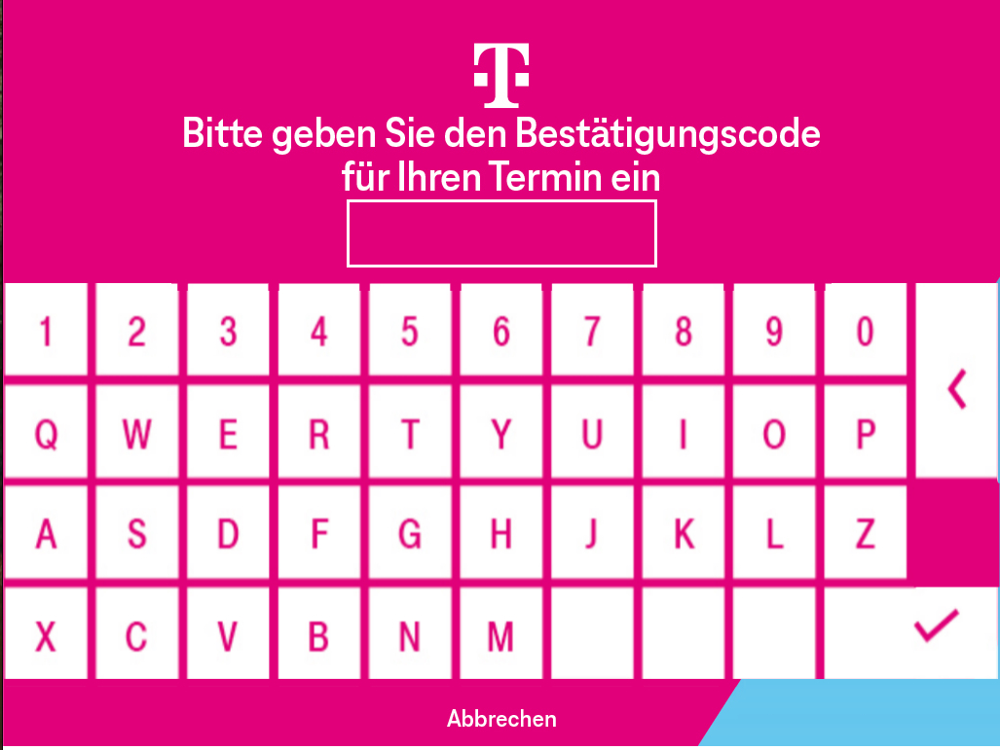 T
Bitte geben Sie den Bestätigungscode
für Ihren Termin ein
1 2 3 4 5 6 7 8 9 0
Q W E R T Y U I O P
A S D F G H J K L Z
X C V B N M
Abbrechen